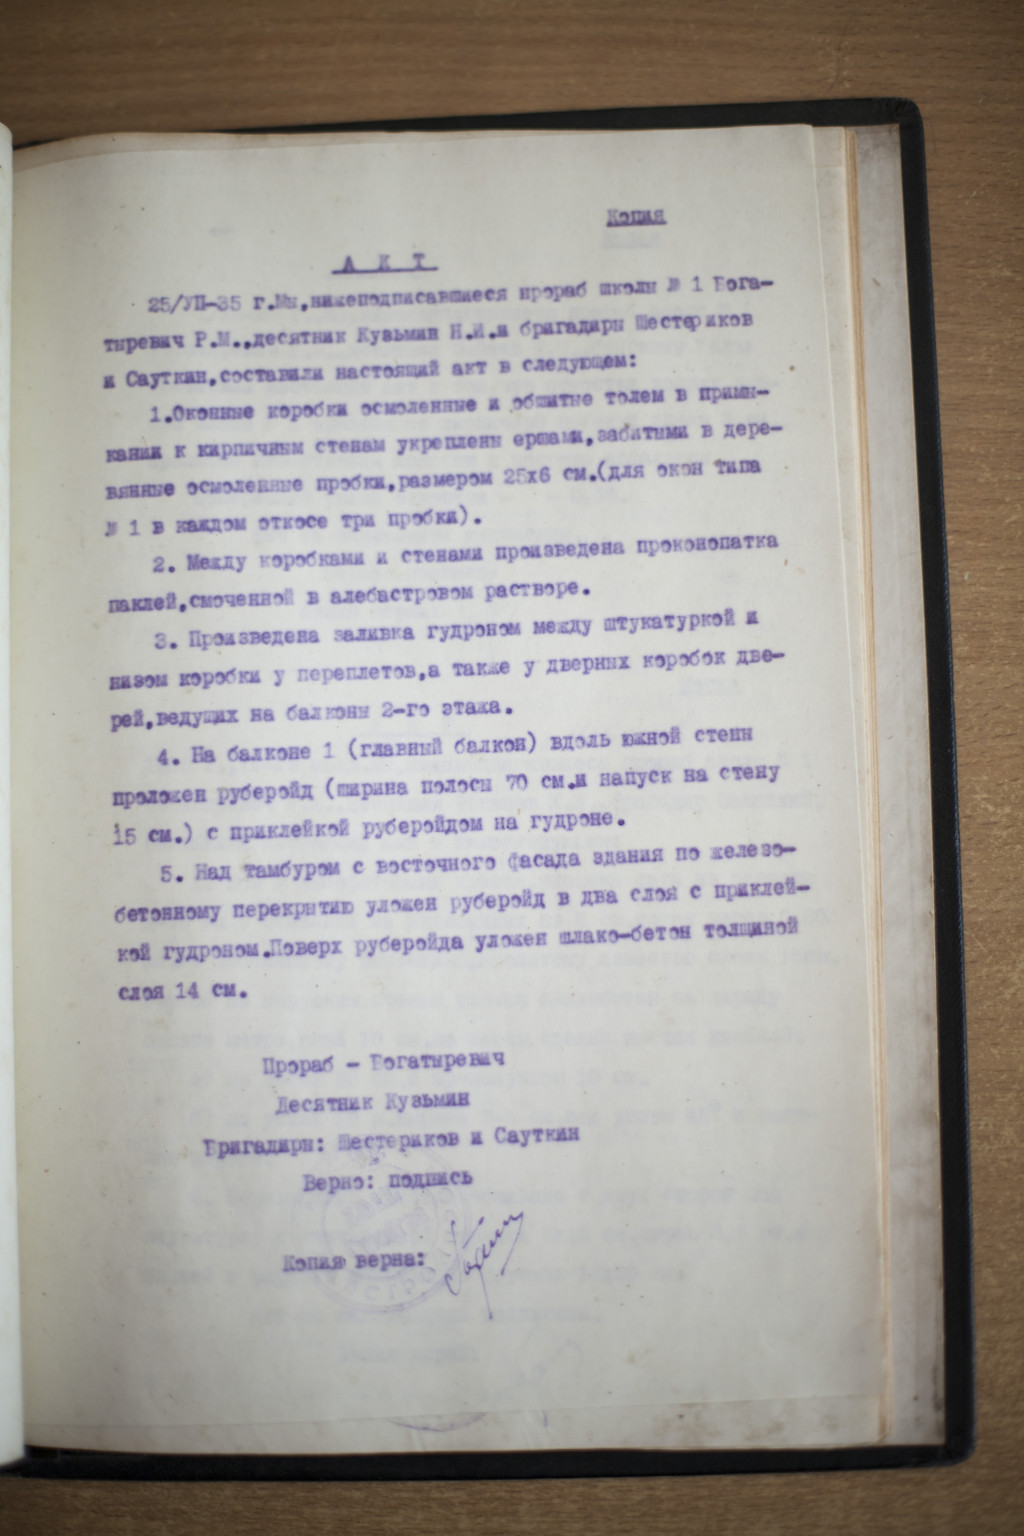 Копия
А К Т
25/УП-35 г.Мы,нижеподписавшиеся прораб школы № 1 Бога-
тыревич Р.М.,десятник Кузьмин Н.И.и бригадиры Шестериков
и Сауткин,составили настоящий акт в следующем:
1.Оконные коробки осмоленные и обшитые толем в примы-
кании к кирпичным стенам укреплены ершами,забитыми в дере-
вянные осмоленные пробки,размером 25х6 см.(для окон типа
№ 1 в каждом откосе три пробки).
2. Между коробками и стенами произведена проконопатка
паклей,смоченной в алебастровом растворе.
3. Произведена заливка гудроном между штукатуркой и
низом коробки у переплетов,а также у дверных коробок две-
рей,ведущих на балконы 2-го этажа.
4. На балконе 1 (главный балкон) вдоль южной стены
проложен руберойд (ширина полосы 70 см.и напуск на стену
15 см.) с приклейкой руберойдом на гудроне.
5. Над тамбуром с восточного фасада здания по железо-
бетонному перекрытию уложен руберойд в два слоя с приклей-
кой гудроном.Поверх руберойда уложен шлако-бетон толщиной
слоя 14 см.
Прораб - Богатыревич
Десятник Кузьмин
Бригадиры: Шестериков и Сауткин
Верно: подпись
Копия верна: